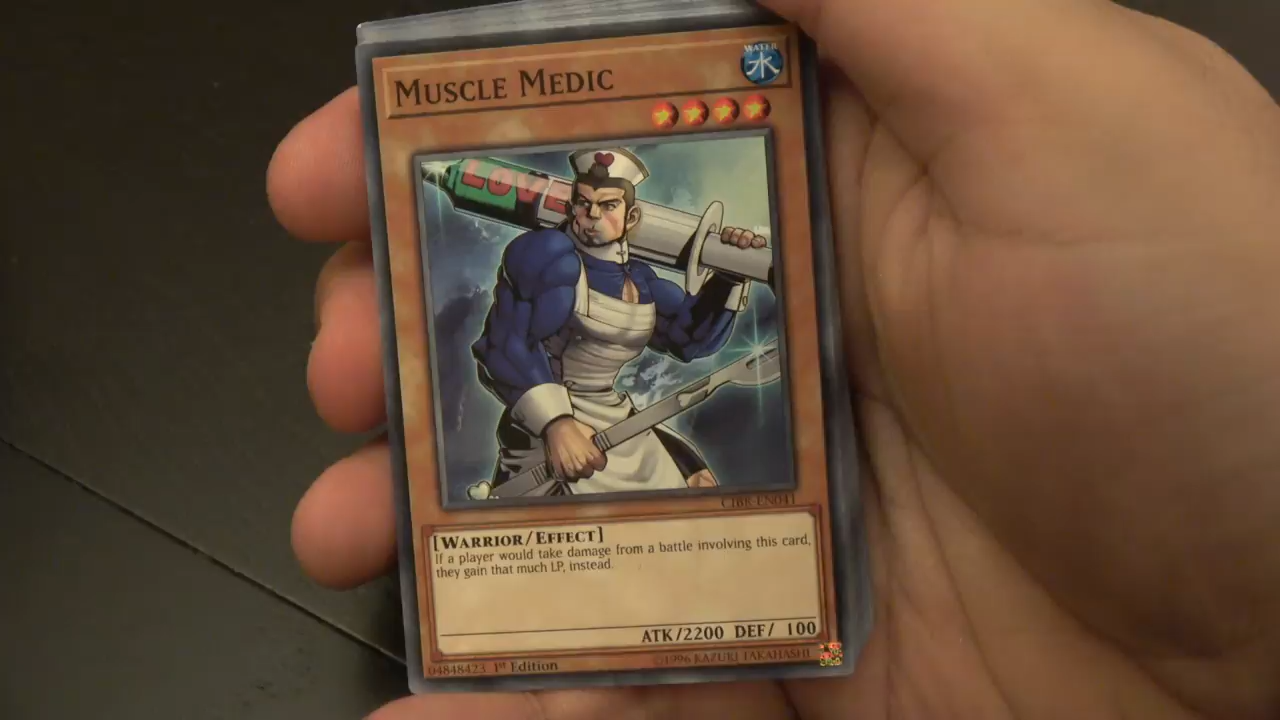 MUSCLE MEDIC
WATER
水
LOVE
CIBR-EN041
[WARRIOR/EFFECT]
If a player would take damage from a battle involving this card,
they gain that much LP, instead.
ATK/2200 DEF/ 100
04848423 1st Edition
©1996 KAZUKI TAKAHASHI